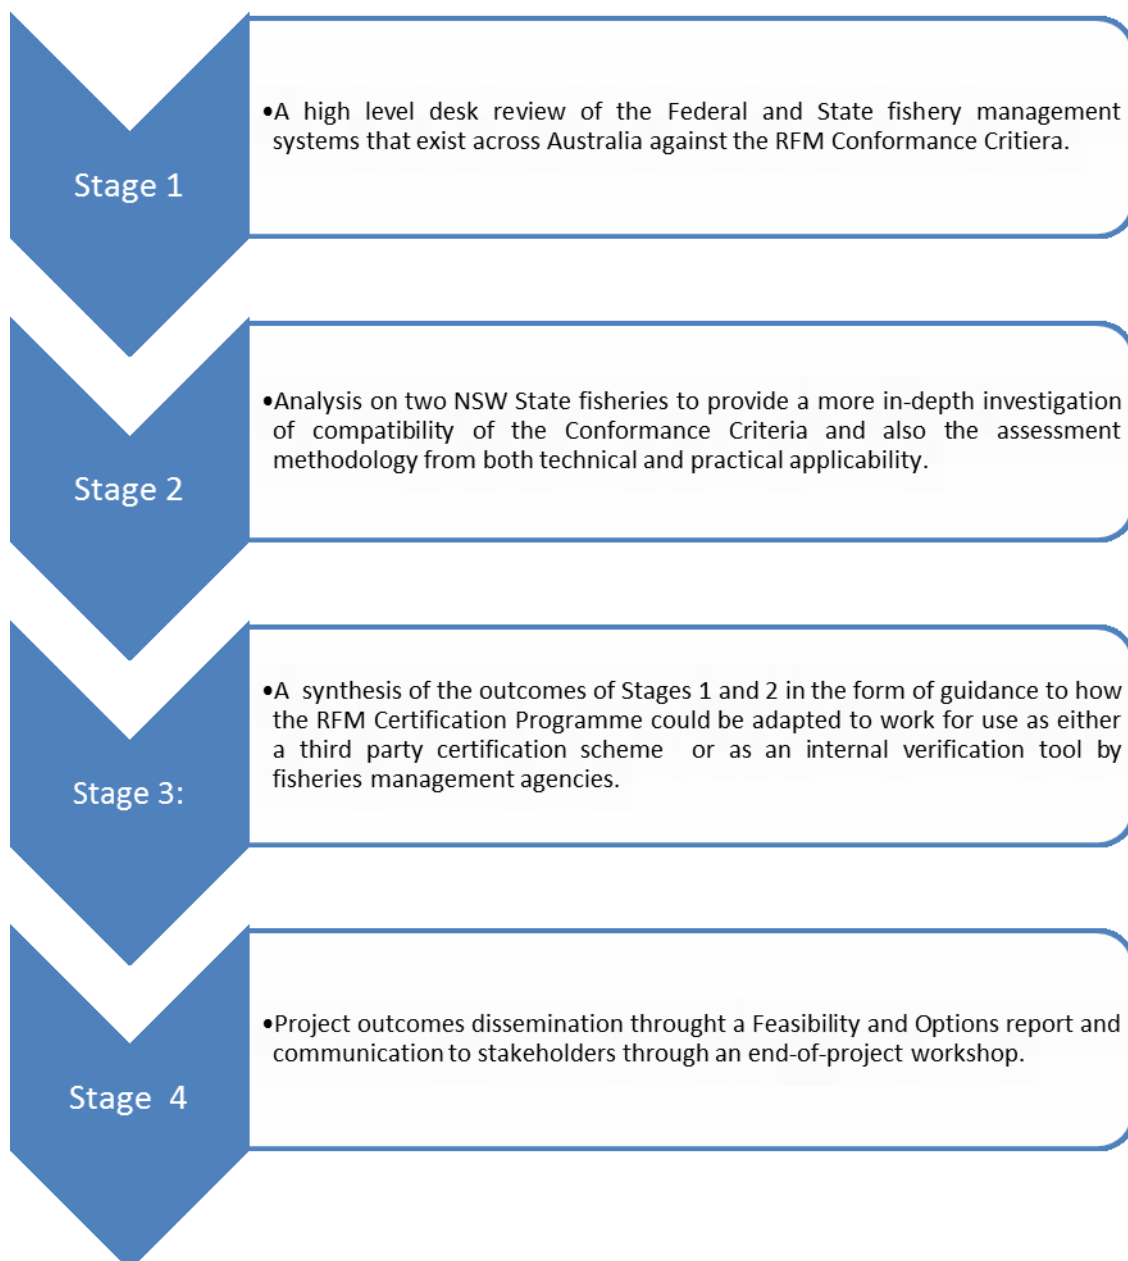 Stage 1
•A high level desk review of the Federal and State fishery management
systems that exist across Australia against the RFM Conformance Critiera.
Stage 2
•Analysis on two NSW State fisheries to provide a more in-depth investigation
of compatibility of the Conformance Criteria and also the assessment
methodology from both technical and practical applicability.
Stage 3:
•A synthesis of the outcomes of Stages 1 and 2 in the form of guidance to how
the RFM Certification Programme could be adapted to work for use as either
a third party certification scheme or as an internal verification tool by
fisheries management agencies.
Stage 4
•Project outcomes dissemination throught a Feasibility and Options report and
communication to stakeholders through an end-of-project workshop.